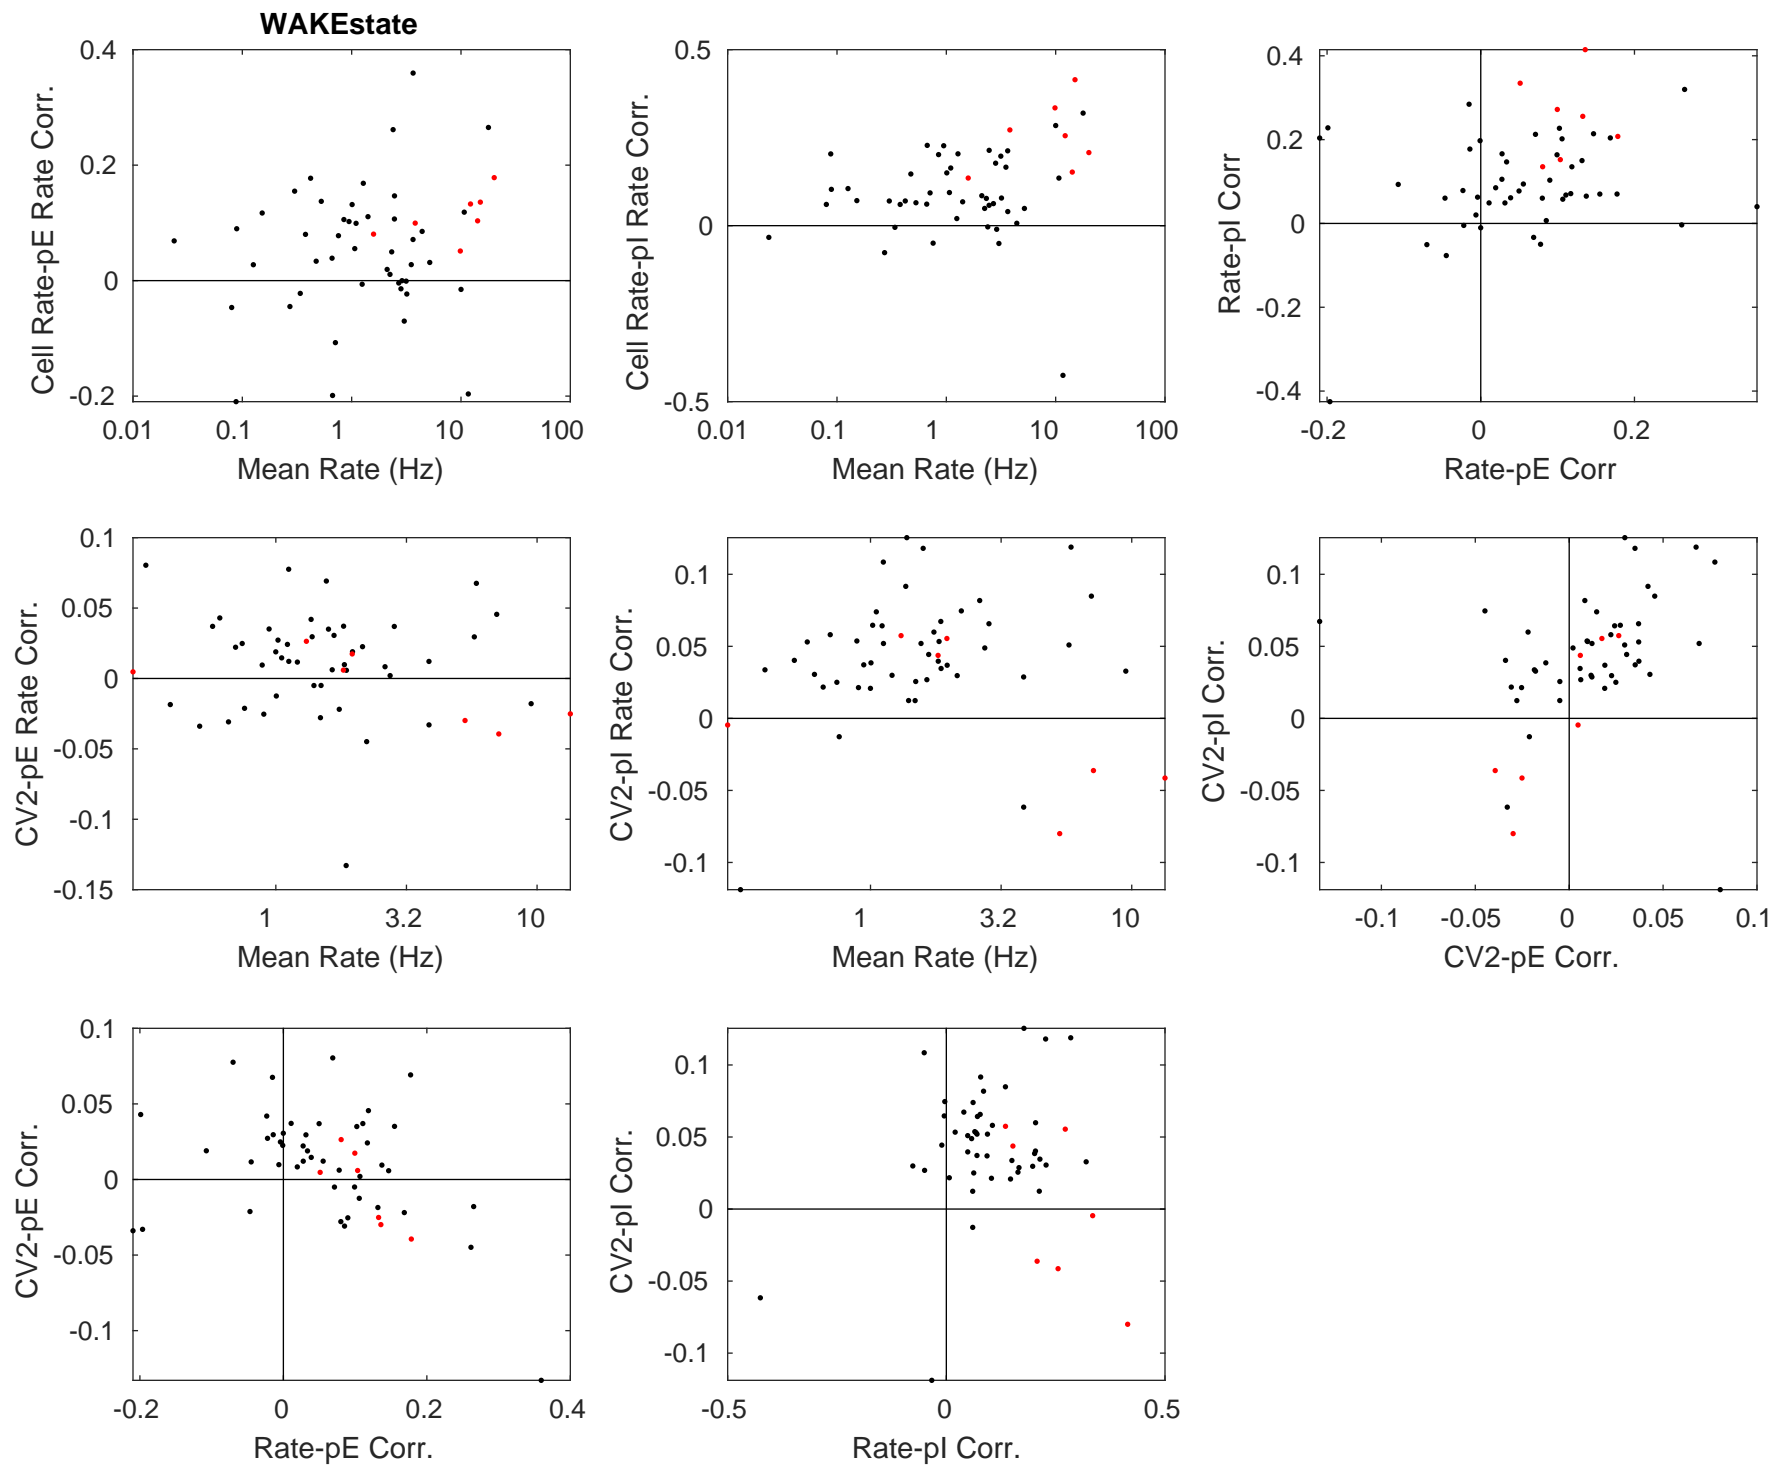 WAKEstate
0.4
0.2
0
-0.2
Cell Rate-pE Rate Corr.
0.01 0.1 1 10 100
Mean Rate (Hz)
0.5
0
-0.5
Cell Rate-pI Rate Corr.
0.01 0.1 1 10 100
Mean Rate (Hz)
0.4
0.2
0
-0.2
-0.4
Rate-pI Corr
-0.2 0 0.2
Rate-pE Corr
0.1
0.05
0
-0.05
-0.1
-0.15
CV2-pE Rate Corr.
1 3.2 10
Mean Rate (Hz)
0.1
0.05
0
-0.05
-0.1
CV2-pI Rate Corr.
1 3.2 10
Mean Rate (Hz)
0.1
0.05
0
-0.05
-0.1
CV2-pI Corr.
-0.1 -0.05 0 0.05 0.1
CV2-pE Corr.
0.1
0.05
0
-0.05
-0.1
CV2-pE Corr.
-0.2 0 0.2 0.4
Rate-pE Corr.
0.1
0.05
0
-0.05
-0.1
CV2-pI Corr.
-0.5 0 0.5
Rate-pI Corr.